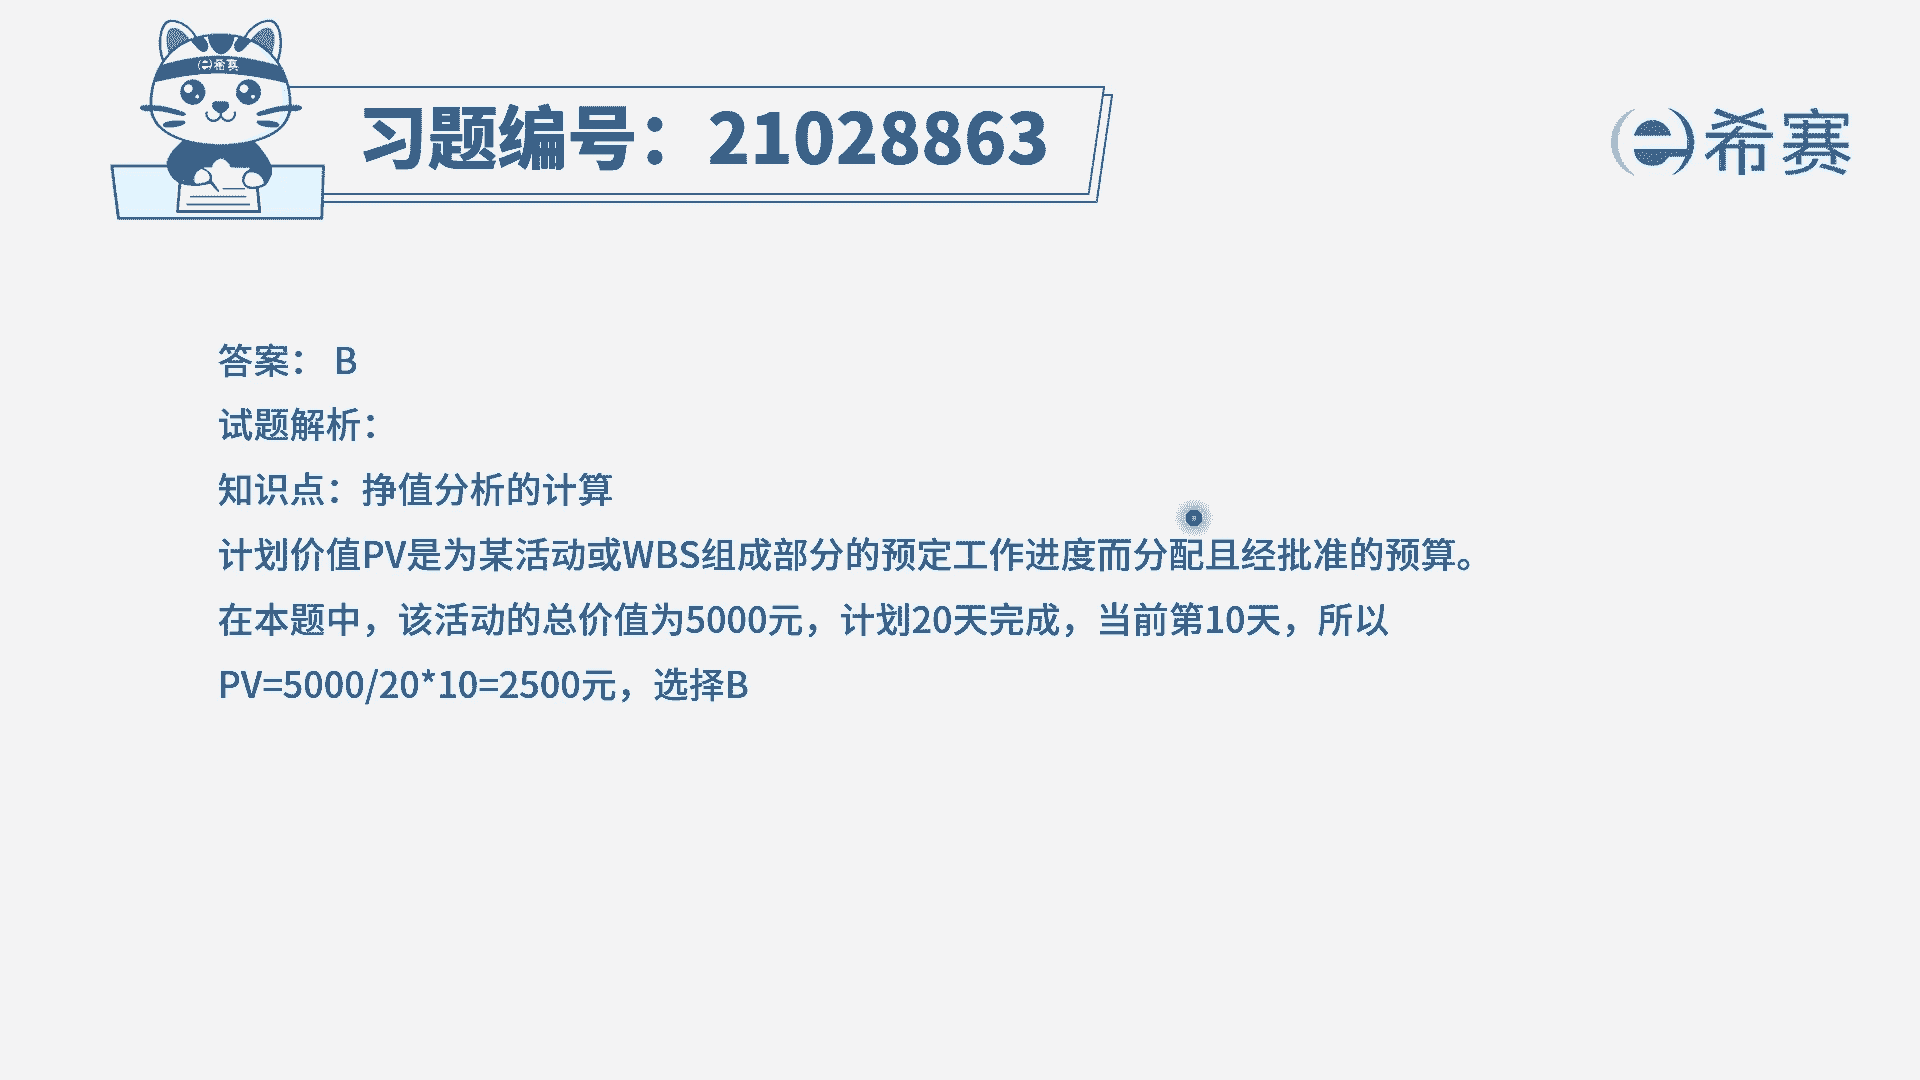 希赛
习题编号：21028863
希赛
答案： B
试题解析：
知识点：挣值分析的计算
计划价值PV是为某活动或WBS组成部分的预定工作进度而分配且经批准的预算。
在本题中，该活动的总价值为5000元，计划20天完成，当前第10天，所以
PV=5000/20*10=2500元，选择B